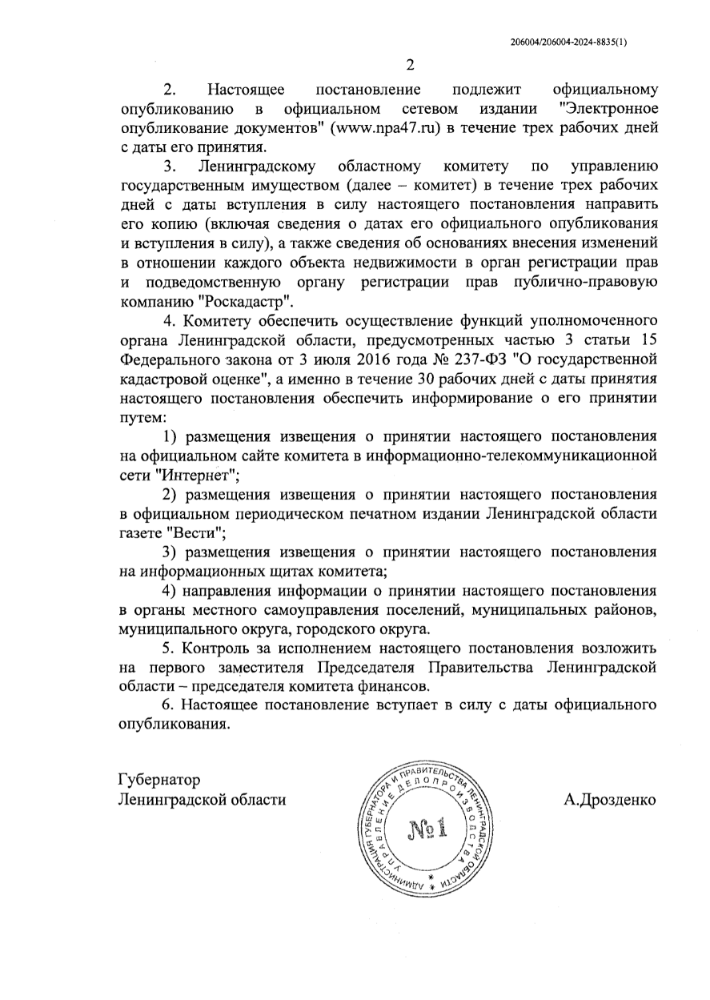 206004/206004-2024-8835(1)
2
2. Настоящее постановление подлежит официальному
опубликованию в официальном сетевом издании "Электронное
опубликование документов" (www.npa47.ru) в течение трех рабочих дней
с даты его принятия.
3. Ленинградскому областному комитету по управлению
государственным имуществом (далее – комитет) в течение трех рабочих
дней с даты вступления в силу настоящего постановления направить
его копию (включая сведения о датах его официального опубликования
и вступления в силу), а также сведения об основаниях внесения изменений
в отношении каждого объекта недвижимости в орган регистрации прав
и подведомственную органу регистрации прав публично-правовую
компанию "Роскадастр".
4. Комитету обеспечить осуществление функций уполномоченного
органа Ленинградской области, предусмотренных частью 3 статьи 15
Федерального закона от 3 июля 2016 года № 237-ФЗ "О государственной
кадастровой оценке", а именно в течение 30 рабочих дней с даты принятия
настоящего постановления обеспечить информирование о его принятии
путем:
1) размещения извещения о принятии настоящего постановления
на официальном сайте комитета в информационно-телекоммуникационной
сети "Интернет";
2) размещения извещения о принятии настоящего постановления
в официальном периодическом печатном издании Ленинградской области
газете "Вести";
3) размещения извещения о принятии настоящего постановления
на информационных щитах комитета;
4) направления информации о принятии настоящего постановления
в органы местного самоуправления поселений, муниципальных районов,
муниципального округа, городского округа.
5. Контроль за исполнением настоящего постановления возложить
на первого заместителя Председателя Правительства Ленинградской
области – председателя комитета финансов.
6. Настоящее постановление вступает в силу с даты официального
опубликования.
Губернатор
Ленинградской области
А.Дрозденко
АДМИНИСТРАЦИЯ ГУБЕРНАТОРА И ПРАВИТЕЛЬСТВА ЛЕНИНГРАДСКОЙ ОБЛАСТИ
УПРАВЛЕНИЕ ДЕЛОПРОИЗВОДСТВА
№1